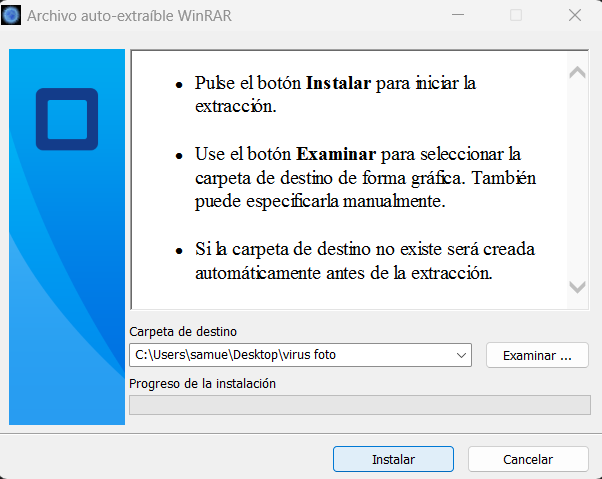 Archivo auto-extraíble WinRAR
• Pulse el botón Instalar para iniciar la
extracción.
• Use el botón Examinar para seleccionar la
carpeta de destino de forma gráfica. También
puede especificarla manualmente.
• Si la carpeta de destino no existe será creada
automáticamente antes de la extracción.
Carpeta de destino
C:\Users\samue\Desktop\virus foto
Examinar ...
Progreso de la instalación
Instalar
Cancelar